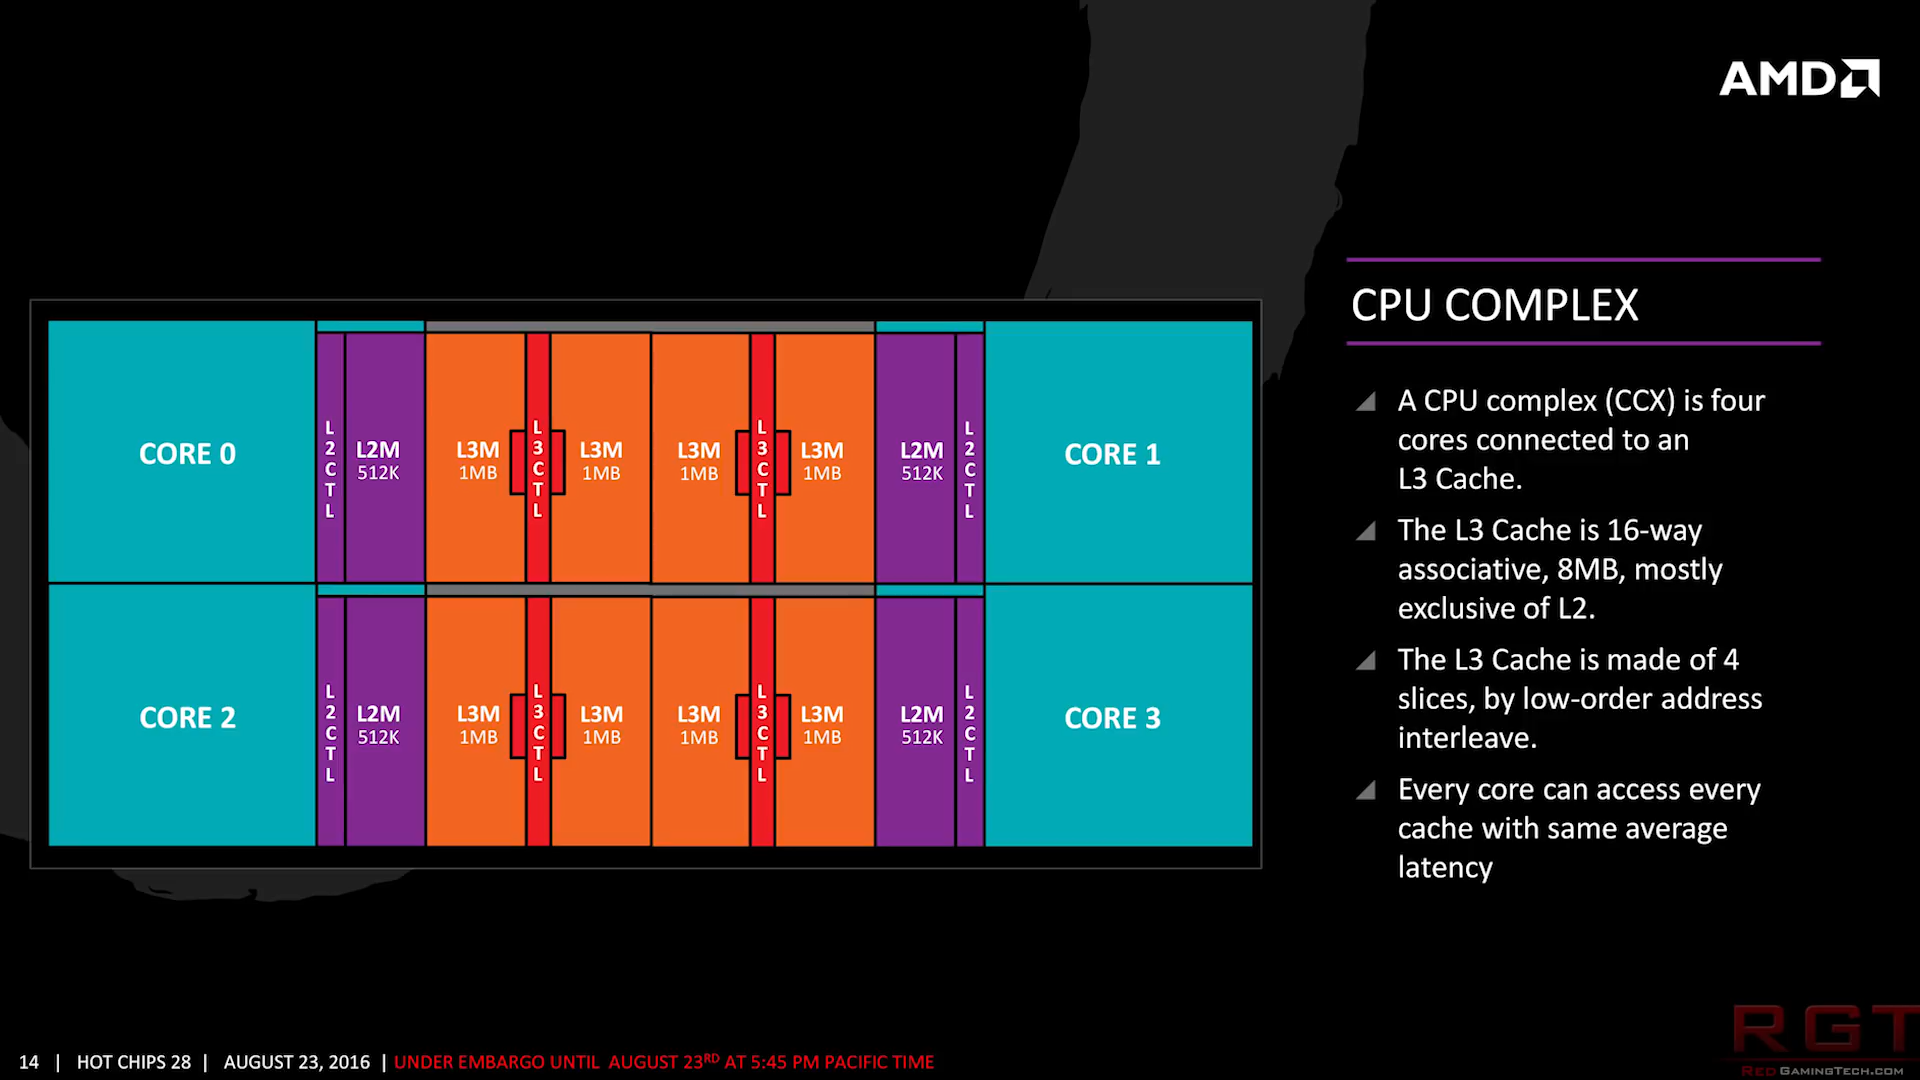 AMD
CPU COMPLEX
A CPU complex (CCX) is four
cores connected to an
L3 Cache.
The L3 Cache is 16-way
associative, 8MB, mostly
exclusive of L2.
The L3 Cache is made of 4
slices, by low-order address
interleave.
Every core can access every
cache with same average
latency
CORE 0
L2CTL
L2M
512K
L3M
1MB
L3CTL
L3M
1MB
L3M
1MB
L3CTL
L3M
1MB
L2M
512K
L2CTL
CORE 1
CORE 2
L2CTL
L2M
512K
L3M
1MB
L3CTL
L3M
1MB
L3M
1MB
L3CTL
L3M
1MB
L2M
512K
L2CTL
CORE 3
14 | HOT CHIPS 28 | AUGUST 23, 2016 | UNDER EMBARGO UNTIL AUGUST 23RD AT 5:45 PM PACIFIC TIME
RGT
REDGAMINGTECH.COM